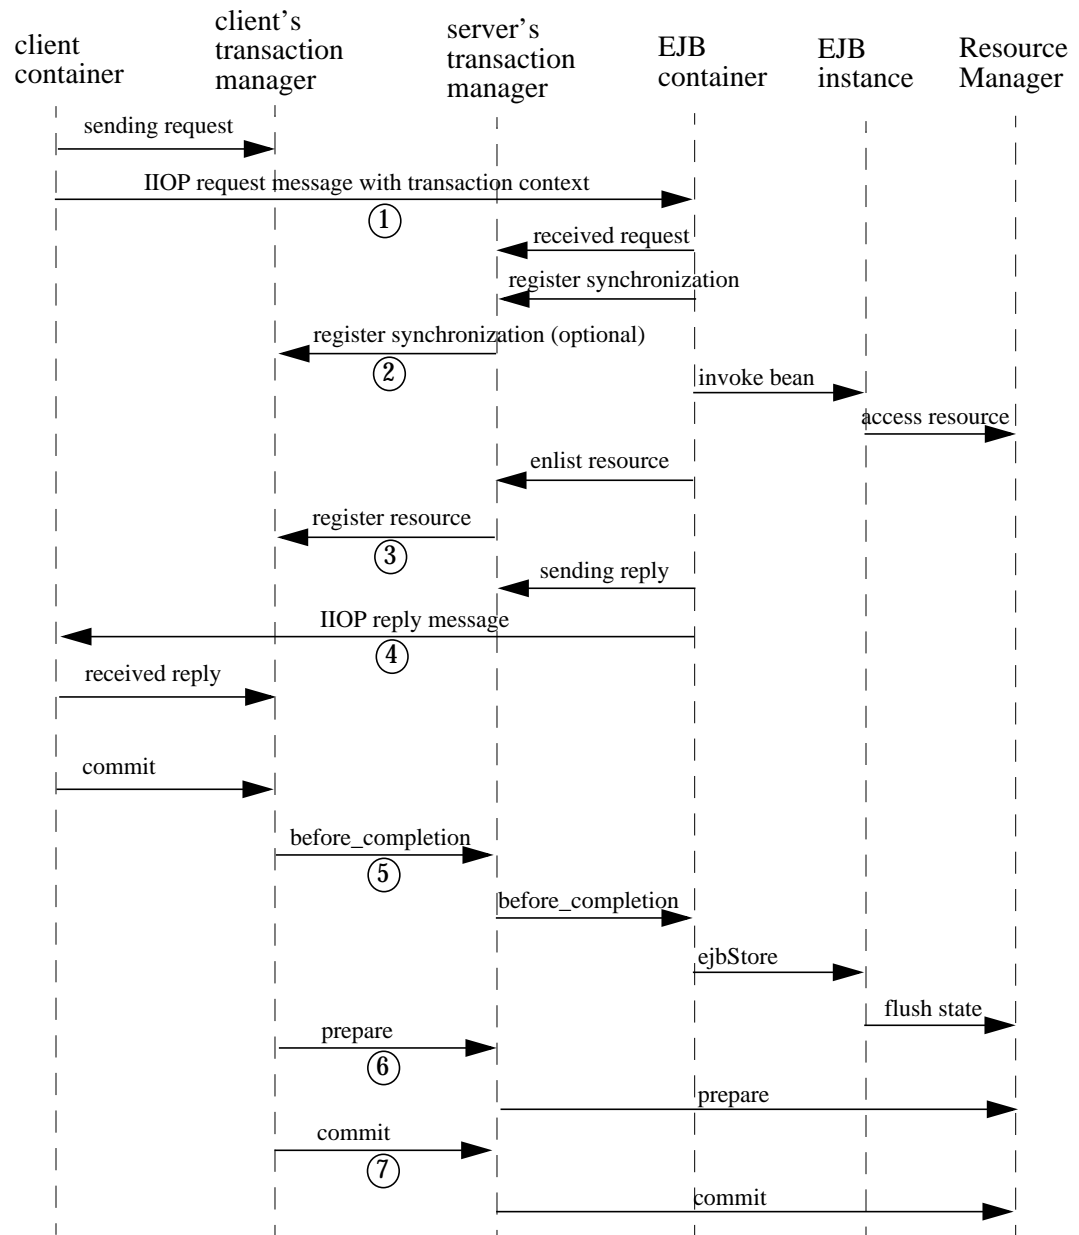 client
container
client's
transaction
manager
server's
transaction
manager
EJB
container
EJB
instance
Resource
Manager
sending request
IIOP request message with transaction context
1
received request
register synchronization
register synchronization (optional)
2
invoke bean
access resource
enlist resource
register resource
3
sending reply
IIOP reply message
4
received reply
commit
before_completion
5
before_completion
ejbStore
flush state
prepare
6
prepare
commit
7
commit